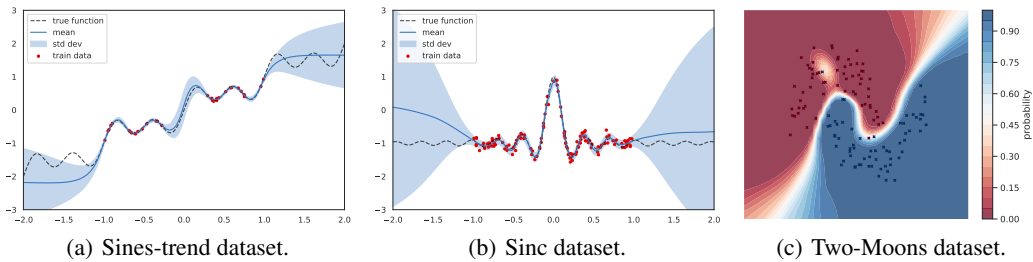 true function
mean
std dev
train data
3
2
1
0
−1
−2
−3
−2.0 −1.5 −1.0 −0.5 0.0 0.5 1.0 1.5 2.0
(a) Sines-trend dataset.
true function
mean
std dev
train data
3
2
1
0
−1
−2
−3
−2.0 −1.5 −1.0 −0.5 0.0 0.5 1.0 1.5 2.0
(b) Sinc dataset.
0.90
0.75
0.60
0.45
0.30
0.15
0.00
probability
(c) Two-Moons dataset.